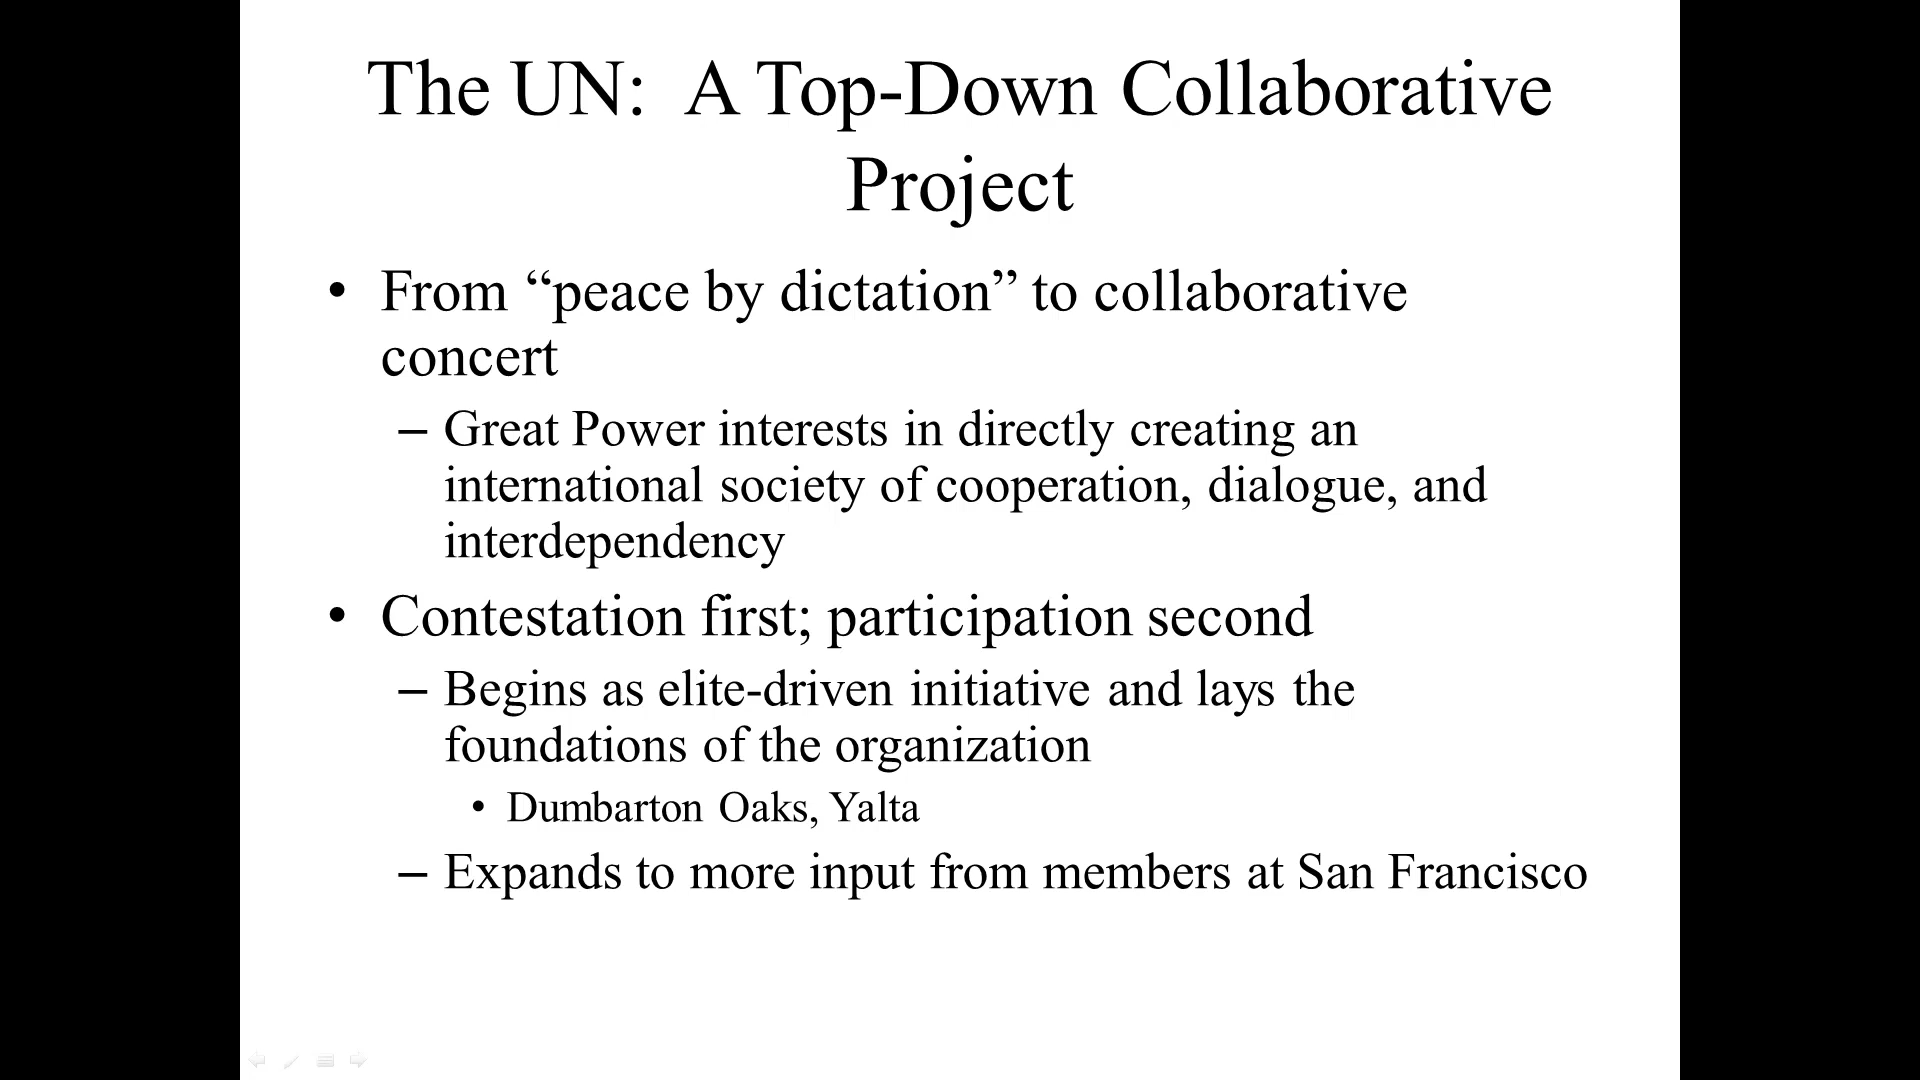 The UN:  A Top-Down Collaborative
Project
• From “peace by dictation” to collaborative
concert
– Great Power interests in directly creating an
international society of cooperation, dialogue, and
interdependency
• Contestation first; participation second
– Begins as elite-driven initiative and lays the
foundations of the organization
• Dumbarton Oaks, Yalta
– Expands to more input from members at San Francisco